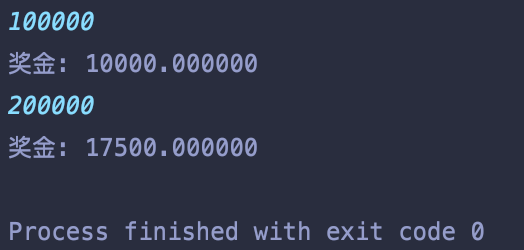 100000
奖金: 10000.000000
200000
奖金: 17500.000000
Process finished with exit code 0